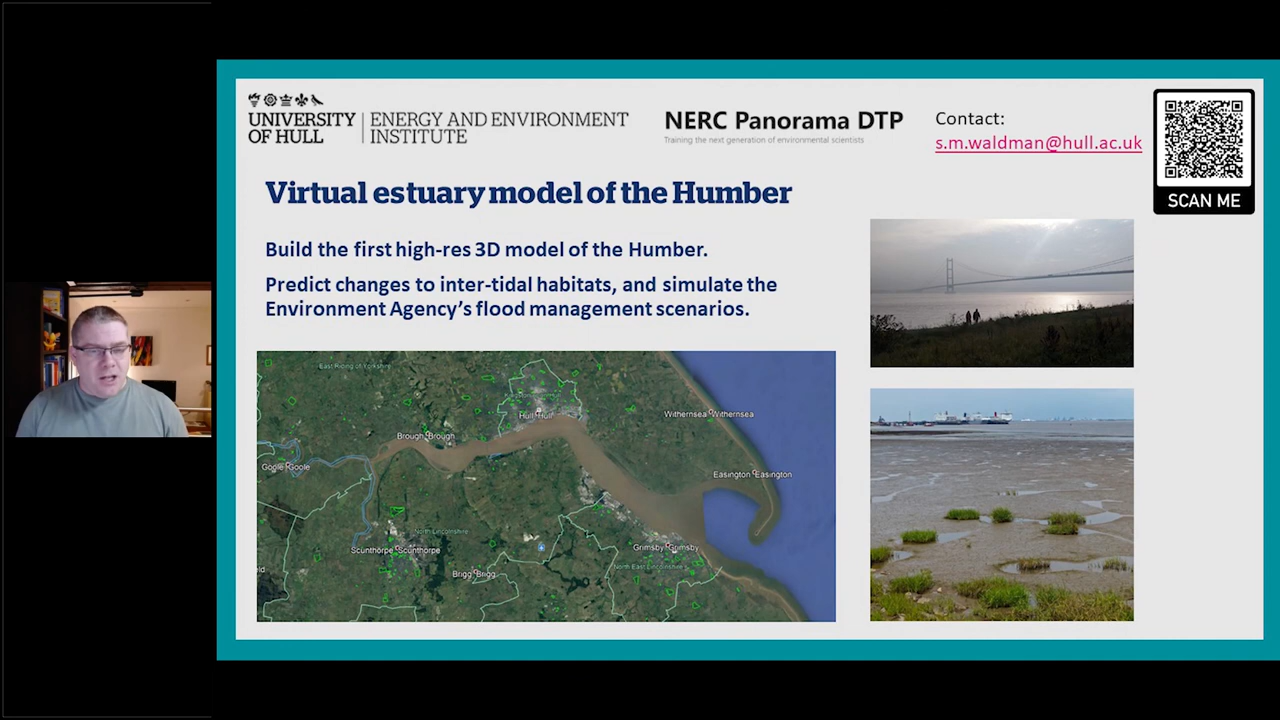 UNIVERSITY
OF HULL
ENERGY AND ENVIRONMENT
INSTITUTE
NERC Panorama DTP
Training the next generation of environmental scientists
Contact:
s.m.waldman@hull.ac.uk
SCAN ME
Virtual estuary model of the Humber
Build the first high-res 3D model of the Humber.
Predict changes to inter-tidal habitats, and simulate the
Environment Agency's flood management scenarios.
East Riding of Yorkshire
Hull Hull
Withernsea Withernsea
Brough Brough
Goole Goole
Easington Easington
North Lincolnshire
Scunthorpe Scunthorpe
Grimsby Grimsby
North East Lincolnshire
Brigg Brigg